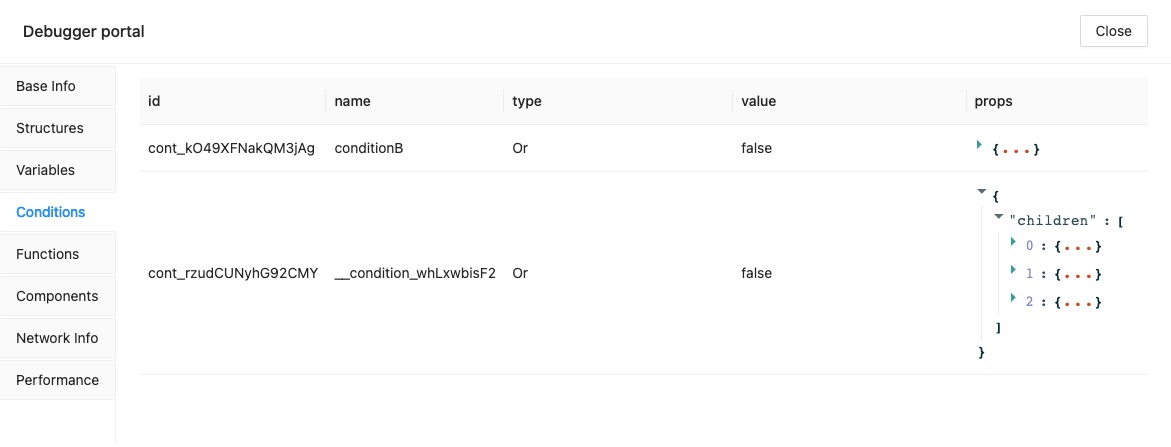 Debugger portal
Close
Base Info
Structures
Variables
Conditions
Functions
Components
Network Info
Performance
id name type value props
cont_kO49XFNakQM3jAg conditionB Or false {...}
{
"children" : [
0 : {...}
cont_rzudCUNyhG92CMY __condition_whLxwbisF2 Or false 1 : {...}
2 : {...}
]
}